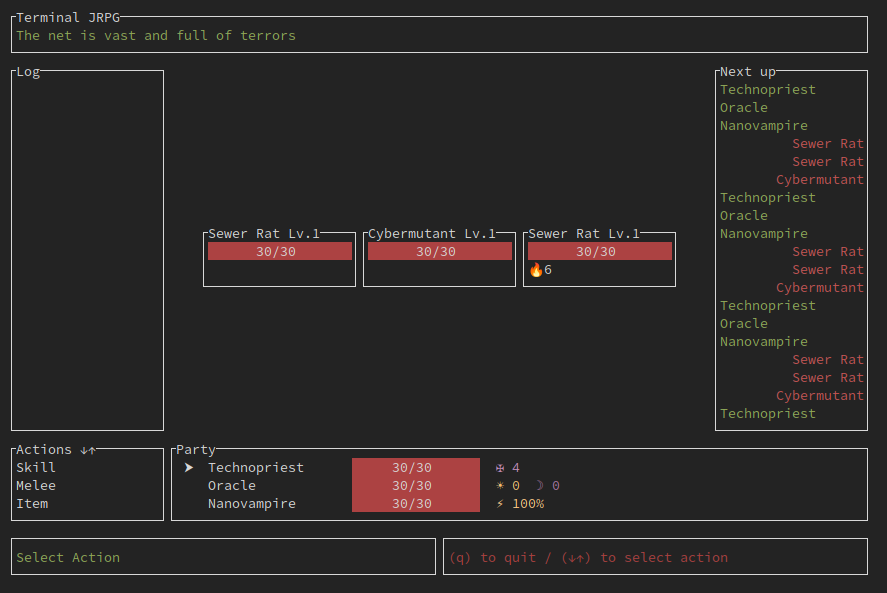 Terminal JRPG
The net is vast and full of terrors
Log
Next up
Technopriest
Oracle
Nanovampire
Sewer Rat
Sewer Rat
Cybermutant
Technopriest
Oracle
Nanovampire
Sewer Rat
Sewer Rat
Cybermutant
Technopriest
Oracle
Nanovampire
Sewer Rat
Sewer Rat
Cybermutant
Technopriest
Sewer Rat Lv.1
30/30
Cybermutant Lv.1
30/30
Sewer Rat Lv.1
30/30
🔥6
Actions ↓↑
Skill
Melee
Item
Party
➤ Technopriest 30/30 ✠ 4
Oracle 30/30 ☀ 0 ☽ 0
Nanovampire 30/30 ⚡ 100%
Select Action
(q) to quit / (↓↑) to select action